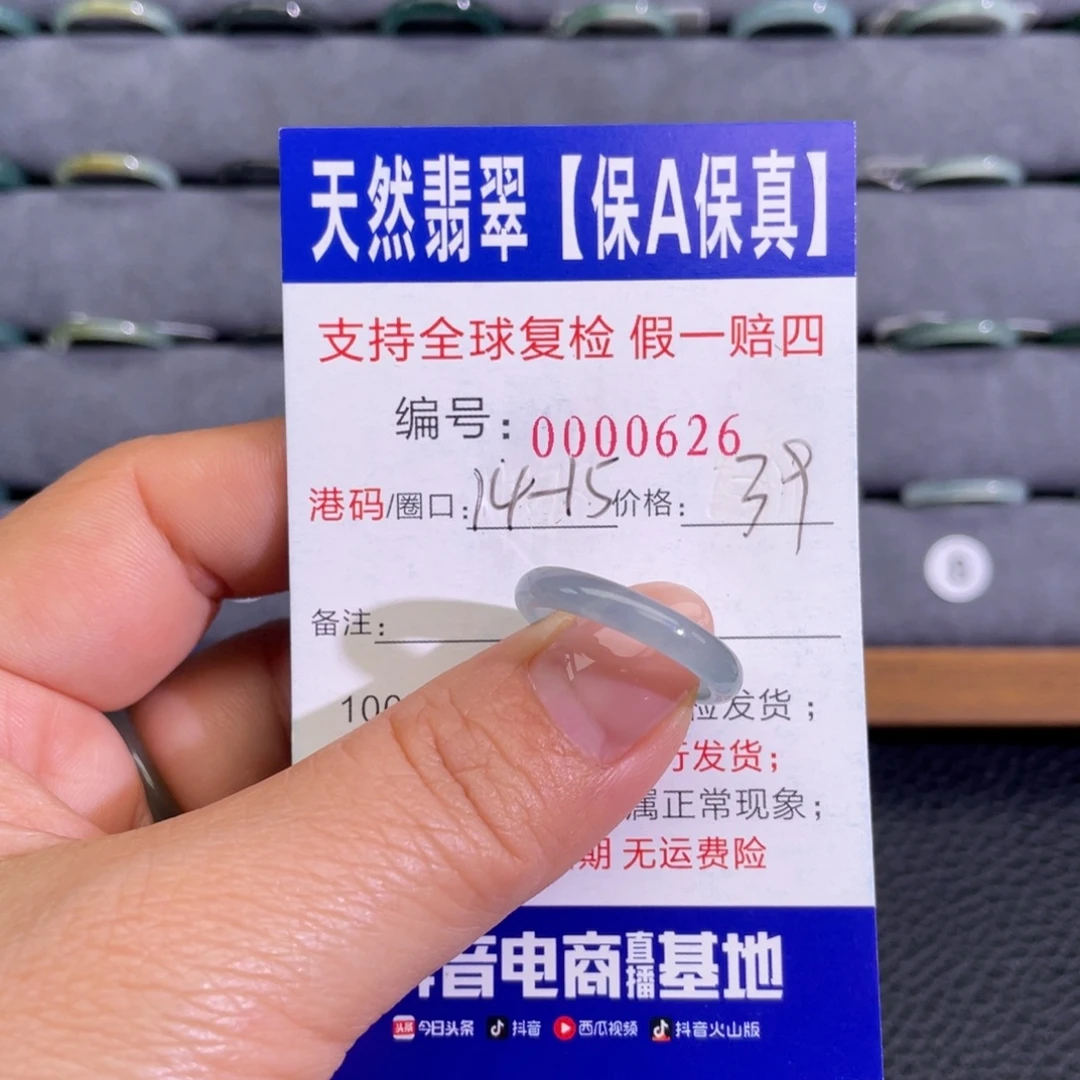 天然翡翠【保A保真】
支持全球复检 假一赔四
编号：0000626
港码/圈口：14-15 价格：39
备注：
100 发货；
发货；
属正常现象；
期 无运费险
音电商直播基地
头条 今日头条 抖音 西瓜视频 抖音火山版